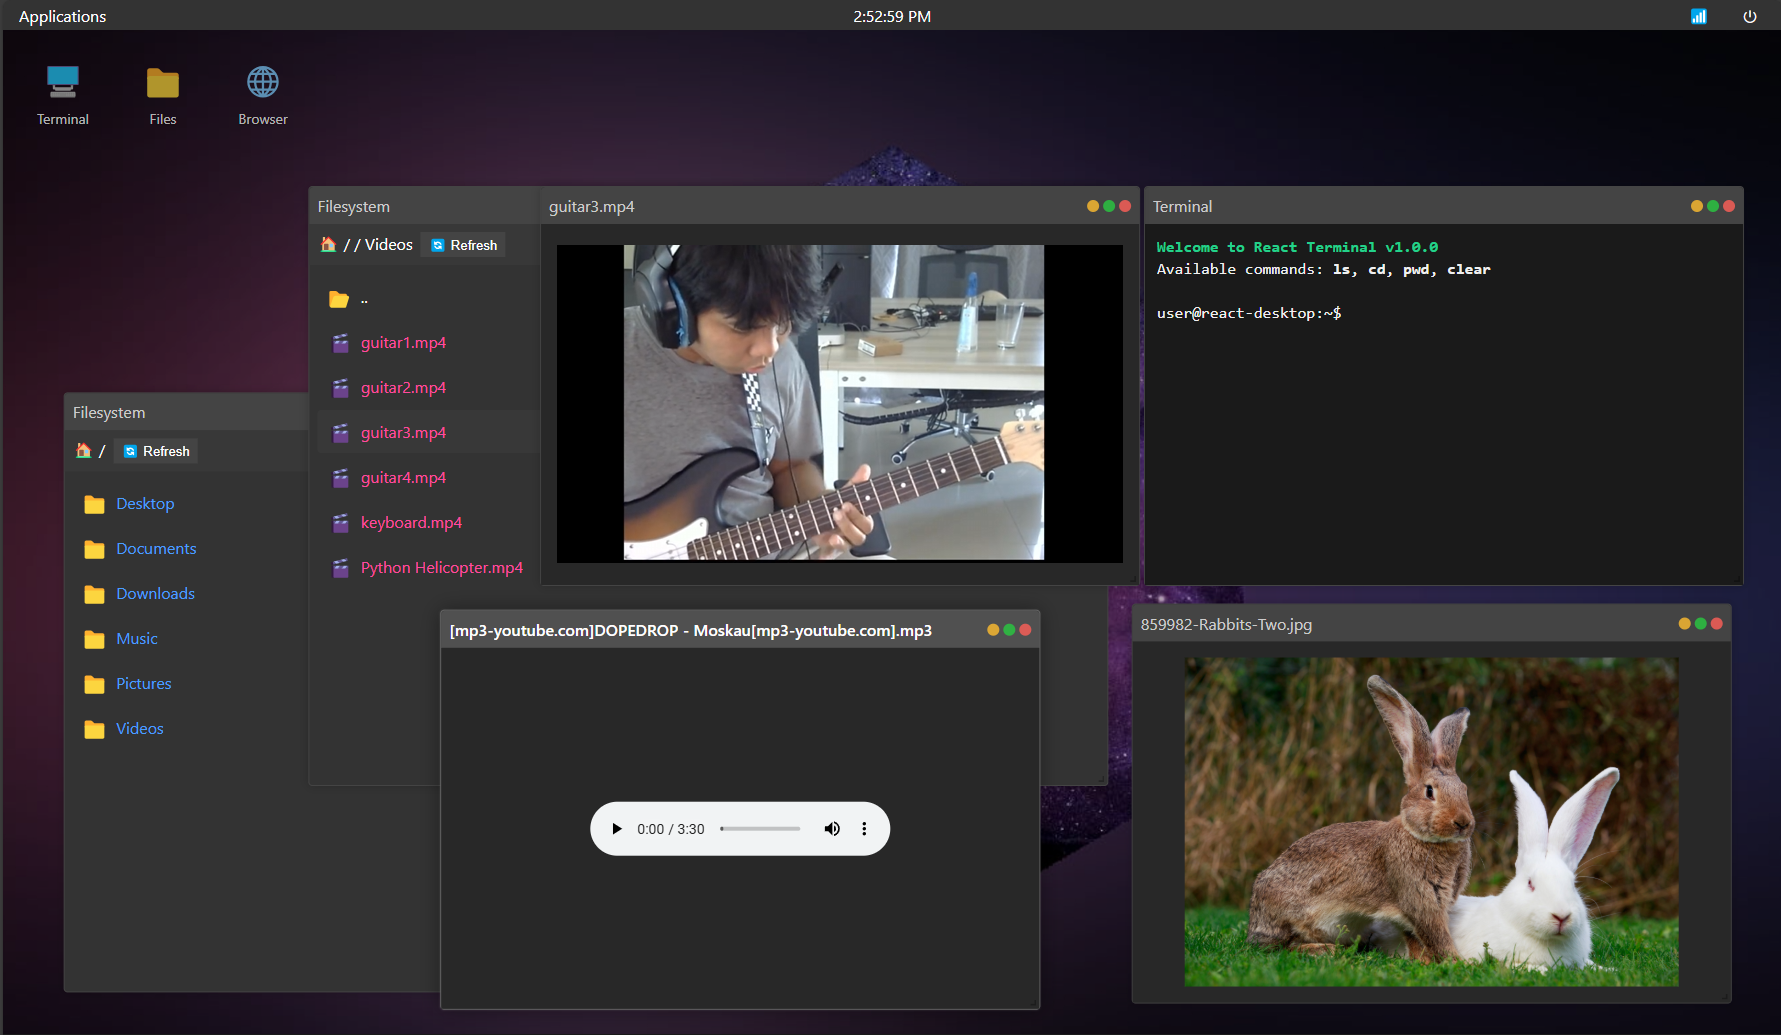 Applications
2:52:59 PM
Terminal
Files
Browser
Filesystem
/ / Videos
Refresh
..
guitar1.mp4
guitar2.mp4
guitar3.mp4
guitar4.mp4
keyboard.mp4
Python Helicopter.mp4
guitar3.mp4
Terminal
Welcome to React Terminal v1.0.0
Available commands: ls, cd, pwd, clear
user@react-desktop:~$
Filesystem
/
Refresh
Desktop
Documents
Downloads
Music
Pictures
Videos
[mp3-youtube.com]DOPEDROP - Moskau[mp3-youtube.com].mp3
0:00 / 3:30
859982-Rabbits-Two.jpg